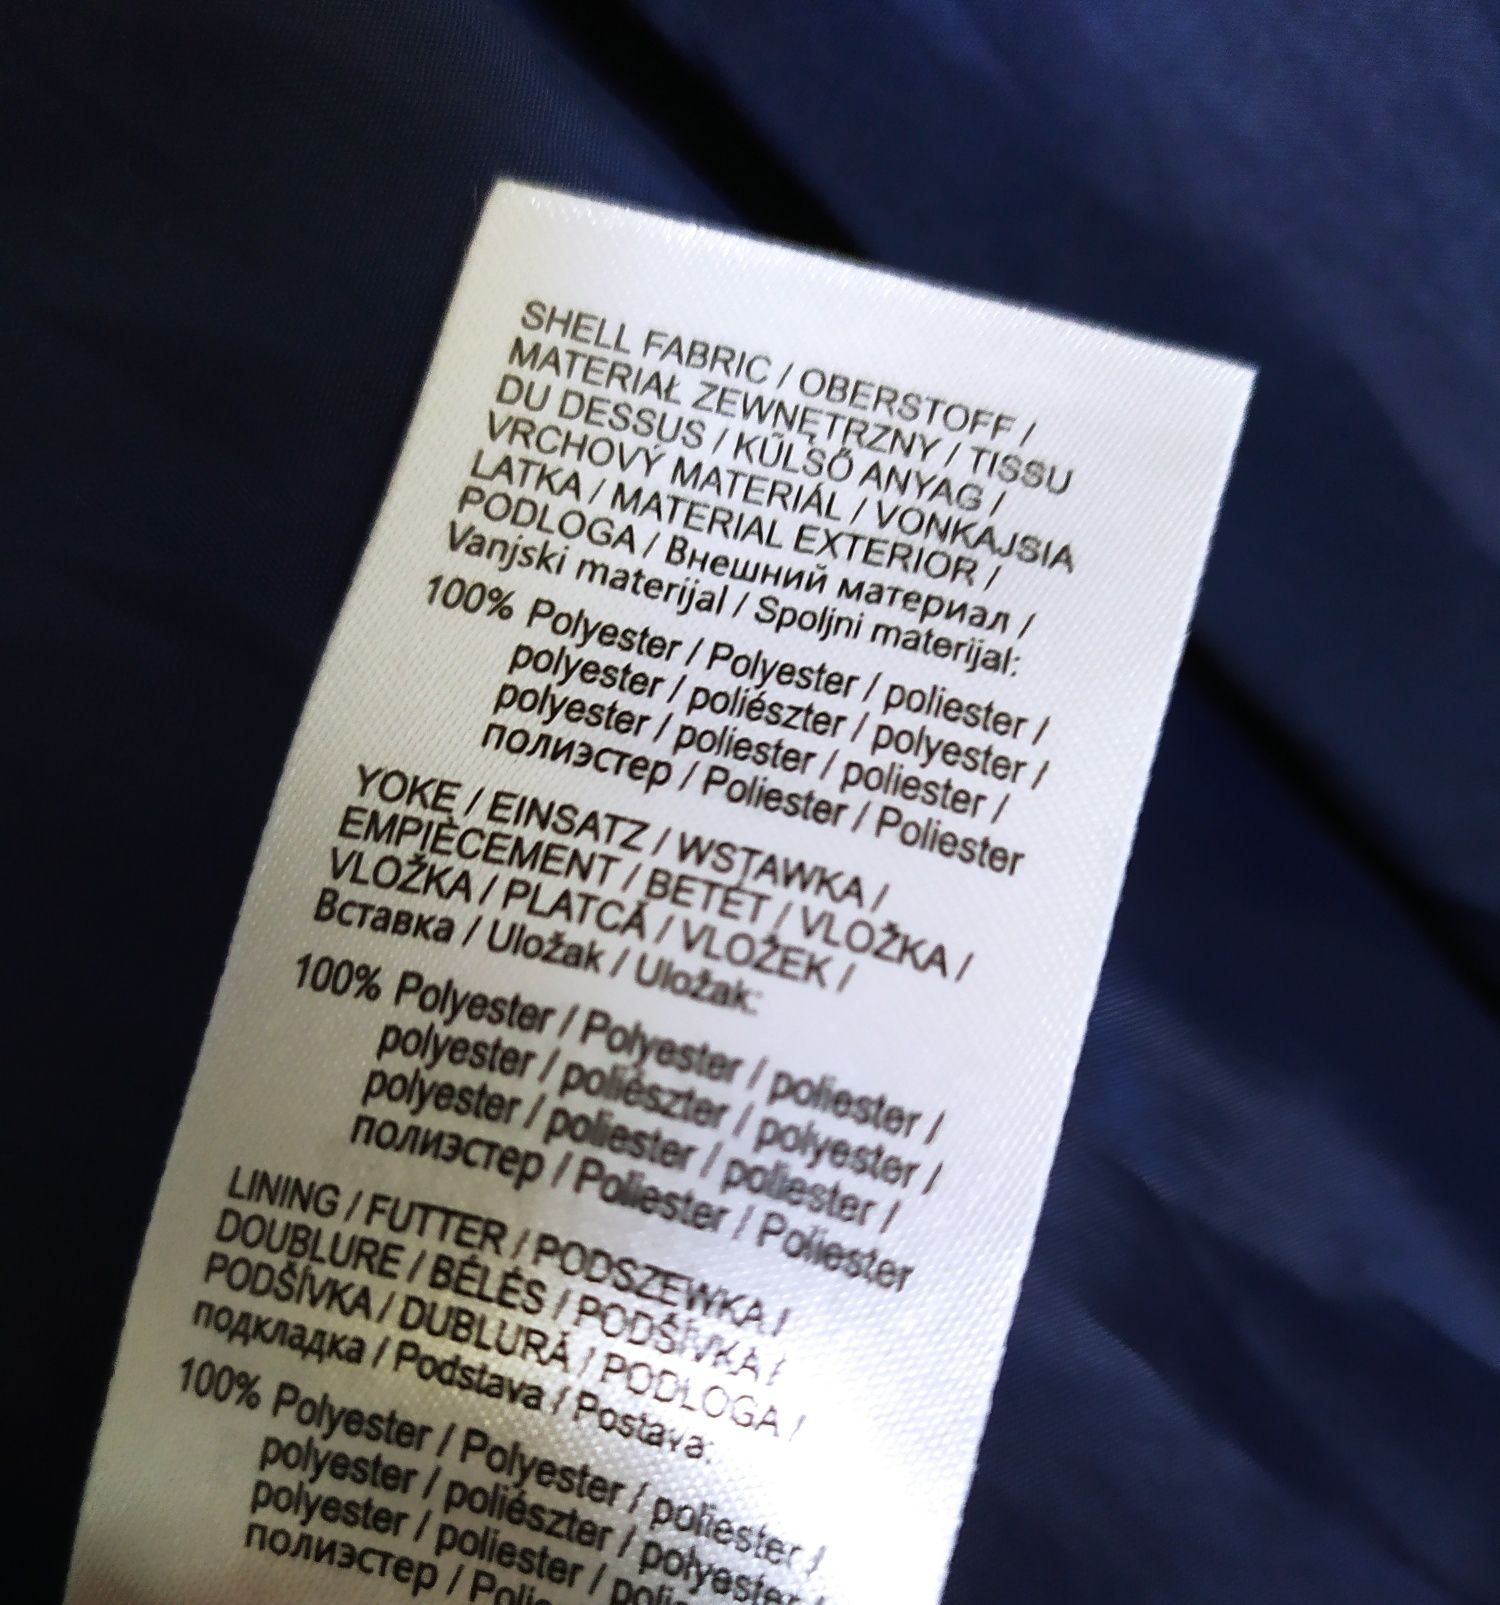 SHELL FABRIC / OBERSTOFF /
MATERIAŁ ZEWNĘTRZNY / TISSU
DU DESSUS / KÜLSŐ ANYAG /
VRCHOVÝ MATERIÁL / VONKAJSIA
LATKA / MATERIAL EXTERIOR /
PODLOGA / Внешний материал /
Vanjski materijal / Spoljni materijal:
100% Polyester / Polyester / poliester /
polyester / poliészter / polyester /
polyester / poliester / poliester /
полиэстер / Poliester / Poliester
YOKE / EINSATZ / WSTAWKA /
EMPIÈCEMENT / BETÉT / VLOŽKA /
VLOŽKA / PLATCĂ / VLOŽEK /
Вставка / Uložak / Uložak:
100% Polyester / Polyester / poliester /
polyester / poliészter / polyester /
polyester / poliester / poliester /
полиэстер / Poliester / Poliester
LINING / FUTTER / PODSZEWKA /
DOUBLURE / BÉLÉS / PODŠÍVKA /
PODŠÍVKA / DUBLURĂ / PODLOGA /
подкладка / Podstava / Postava:
100% Polyester / Polyester / poliester /
polyester / poliészter / polyester /
polyester / poliester /
полиэстер /